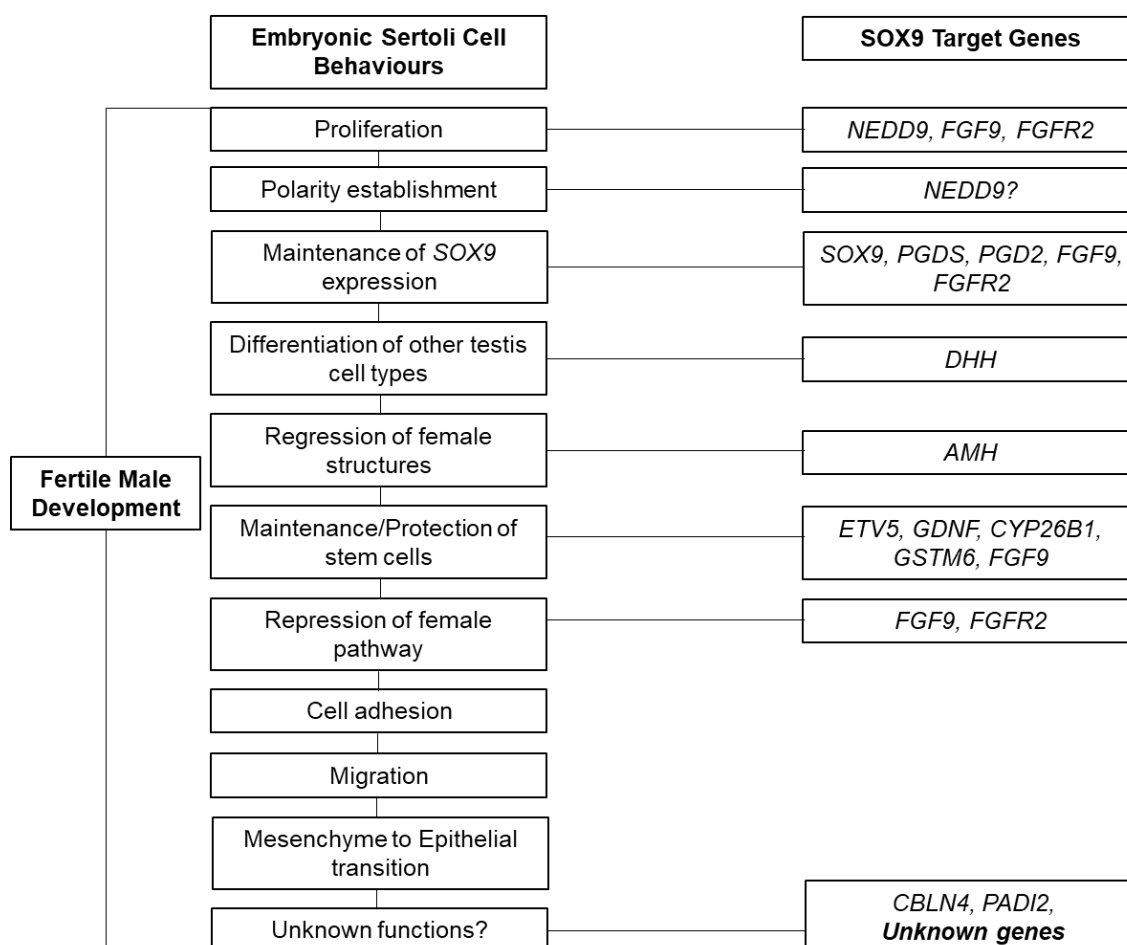 Embryonic Sertoli Cell
Behaviours
SOX9 Target Genes
Proliferation
NEDD9, FGF9, FGFR2
Polarity establishment
NEDD9?
Maintenance of SOX9
expression
SOX9, PGDS, PGD2, FGF9,
FGFR2
Differentiation of other testis
cell types
DHH
Regression of female
structures
AMH
Fertile Male
Development
Maintenance/Protection of
stem cells
ETV5, GDNF, CYP26B1,
GSTM6, FGF9
Repression of female
pathway
FGF9, FGFR2
Cell adhesion
Migration
Mesenchyme to Epithelial
transition
Unknown functions?
CBLN4, PADI2,
Unknown genes